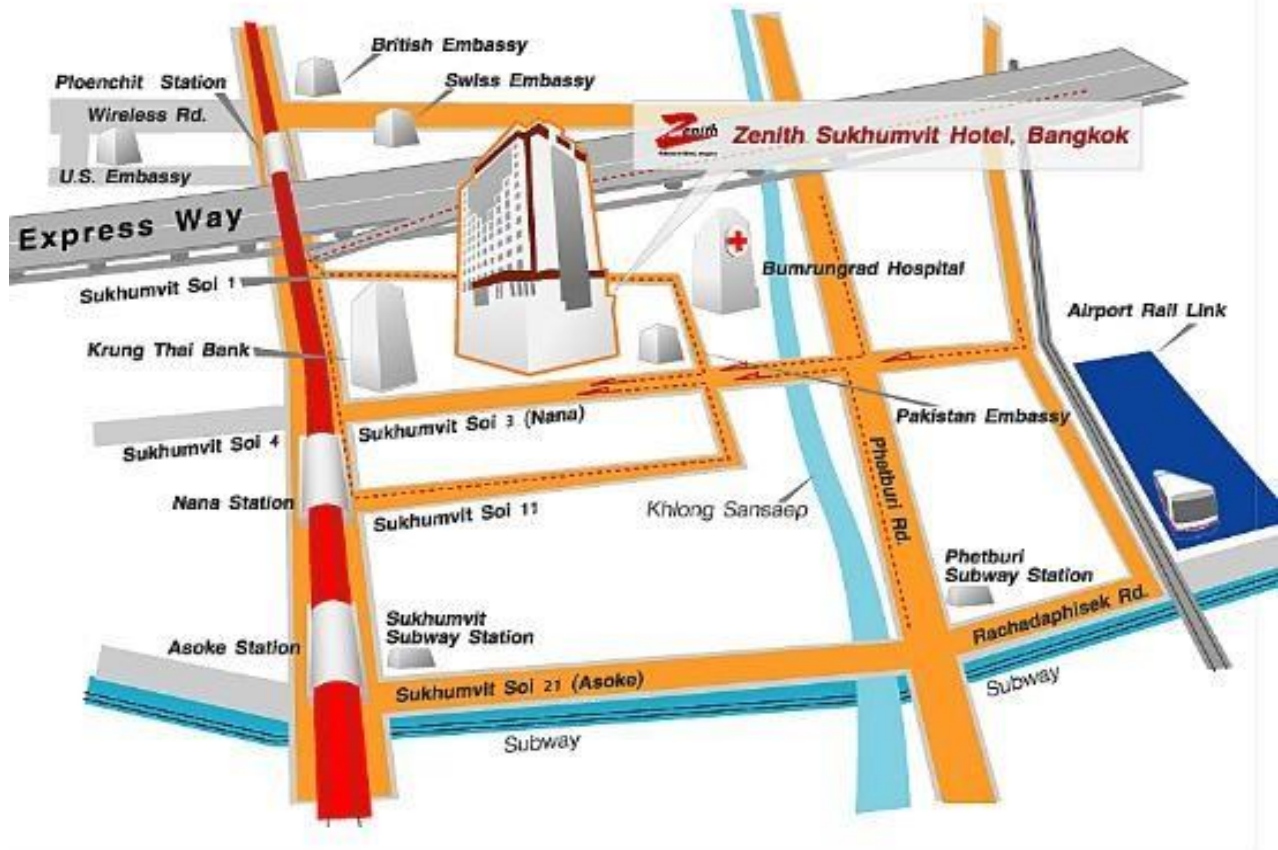 British Embassy
Ploenchit Station
Swiss Embassy
Wireless Rd.
Zenith
Zenith Sukhumvit Hotel, Bangkok
U.S. Embassy
Express Way
Bumrungrad Hospital
Sukhumvit Soi 1
Airport Rail Link
Krung Thai Bank
Pakistan Embassy
Sukhumvit Soi 3 (Nana)
Sukhumvit Soi 4
Phetburi Rd.
Nana Station
Sukhumvit Soi 11
Khlong Sansaep
Phetburi
Subway Station
Sukhumvit
Subway Station
Rachadaphisek Rd.
Asoke Station
Sukhumvit Soi 21 (Asoke)
Subway
Subway